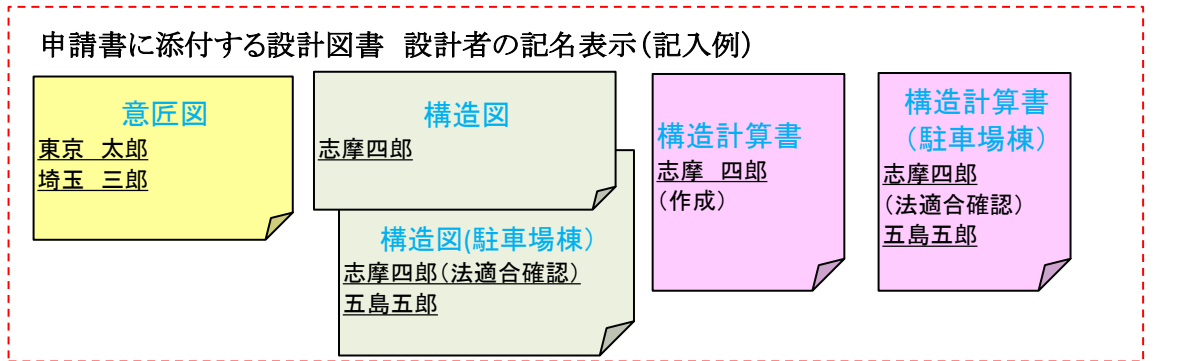 申請書に添付する設計図書　設計者の記名表示（記入例）
意匠図
東京　太郎
埼玉　三郎
構造図
志摩四郎
構造図(駐車場棟）
志摩四郎（法適合確認）
五島五郎
構造計算書
志摩　四郎
（作成）
構造計算書
（駐車場棟）
志摩四郎
（法適合確認）
五島五郎